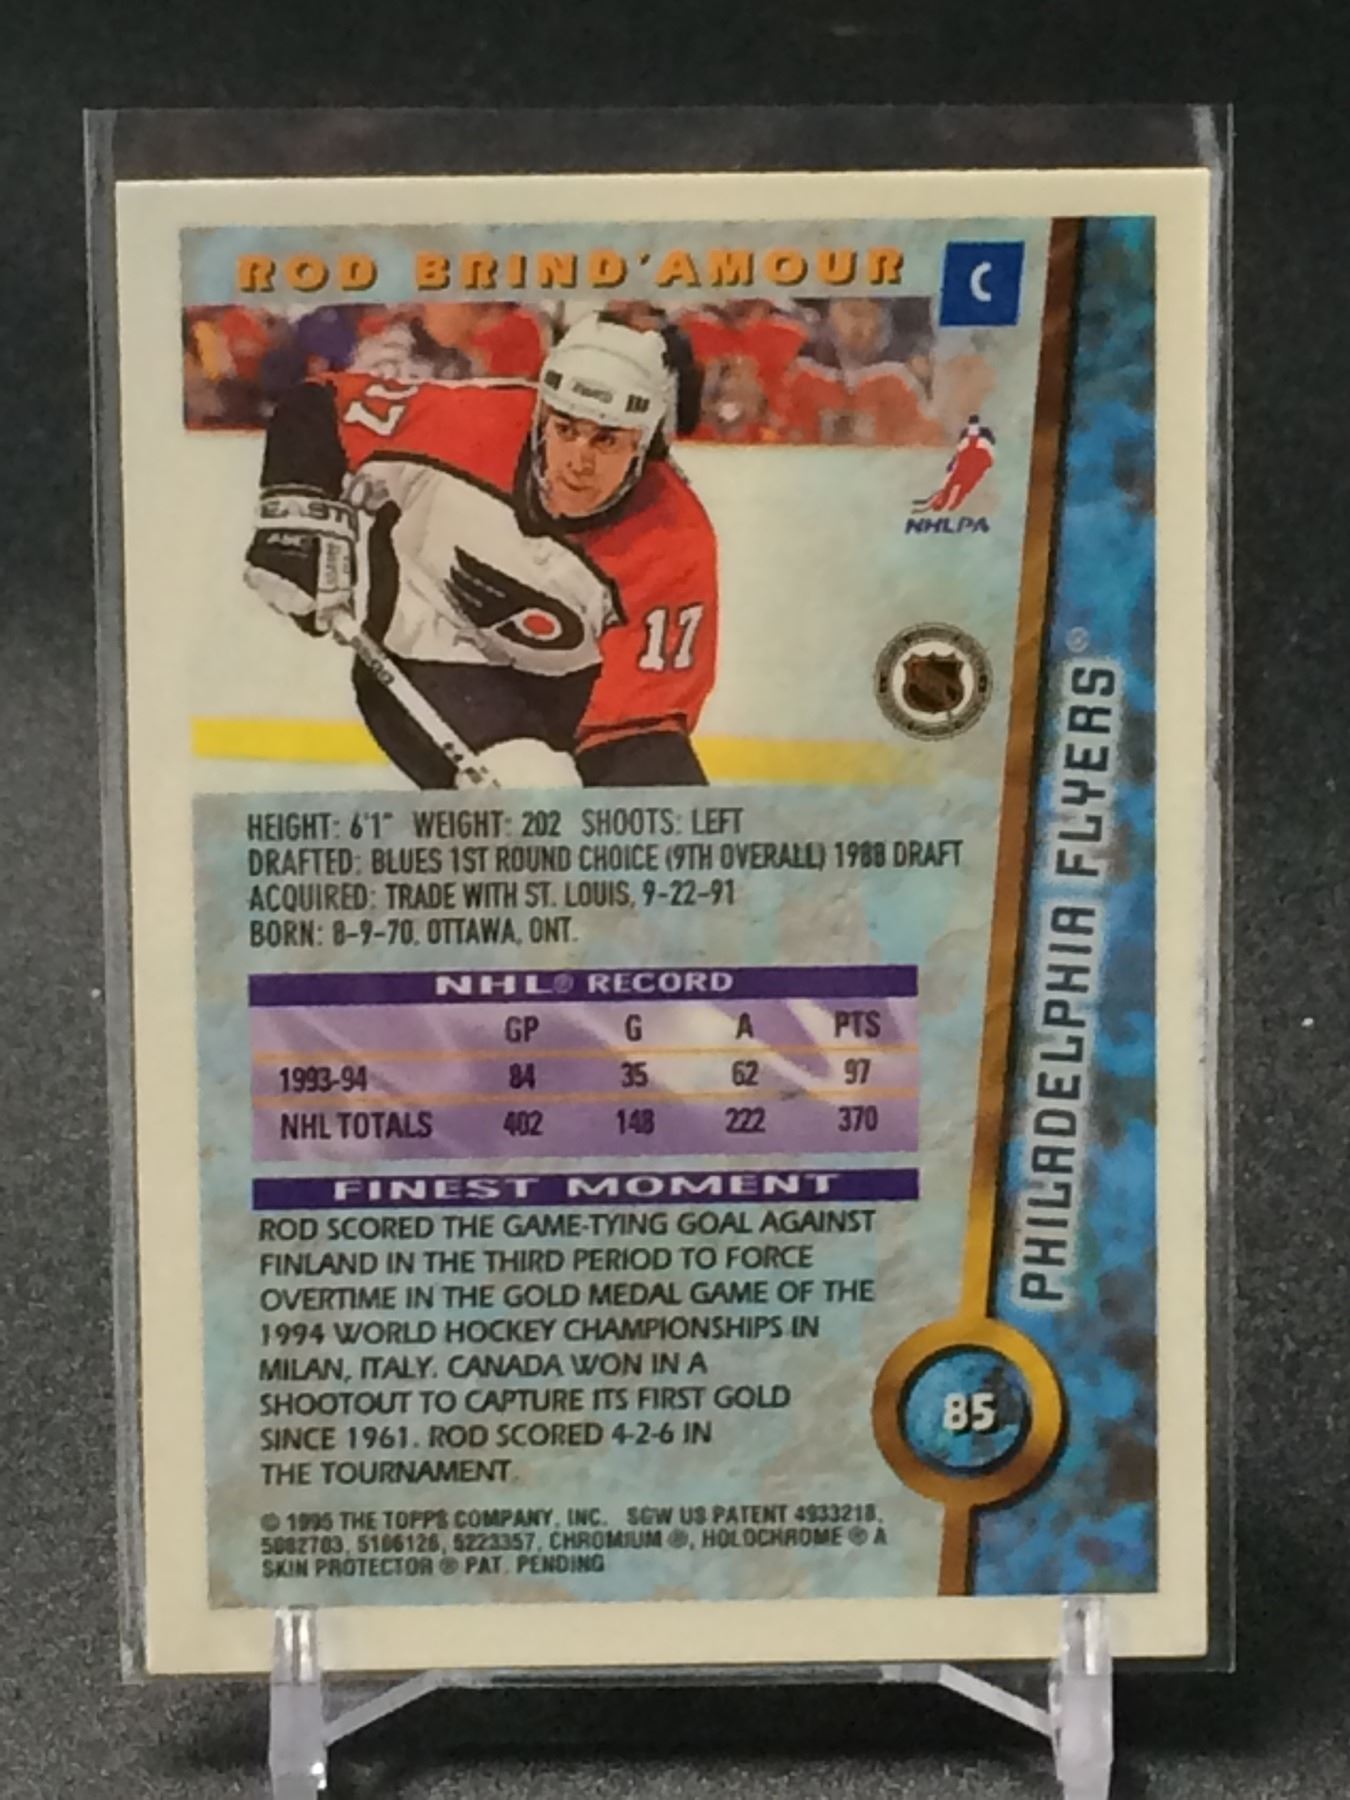 ROD BRIND'AMOUR
C
17
EASTO
NHLPA
17
PHILADELPHIA FLYERS®
HEIGHT: 6'1" WEIGHT: 202 SHOOTS: LEFT
DRAFTED: BLUES 1ST ROUND CHOICE (9TH OVERALL) 1988 DRAFT
ACQUIRED: TRADE WITH ST. LOUIS, 9-22-91
BORN: 8-9-70, OTTAWA, ONT.
NHL® RECORD
GP G A PTS
1993-94 84 35 62 97
NHL TOTALS 402 148 222 370
FINEST MOMENT
ROD SCORED THE GAME-TYING GOAL AGAINST
FINLAND IN THE THIRD PERIOD TO FORCE
OVERTIME IN THE GOLD MEDAL GAME OF THE
1994 WORLD HOCKEY CHAMPIONSHIPS IN
MILAN, ITALY. CANADA WON IN A
SHOOTOUT TO CAPTURE ITS FIRST GOLD
SINCE 1961. ROD SCORED 4-2-6 IN
THE TOURNAMENT.
85
© 1995 THE TOPPS COMPANY, INC. SGW US PATENT 4933218,
5082703, 5106126, 5223357, CHROMIUM ®, HOLOCHROME ® A
SKIN PROTECTOR ® PAT. PENDING